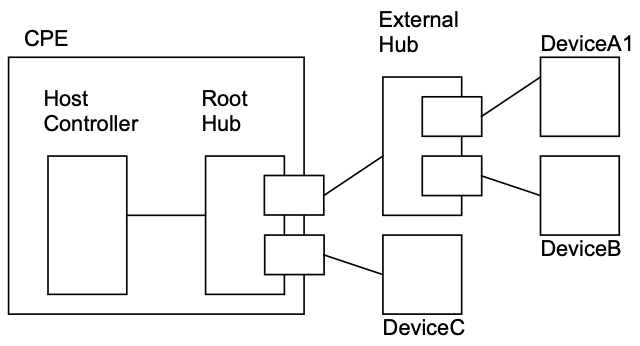 CPE
External
Hub
DeviceA1
Host
Controller
Root
Hub
DeviceB
DeviceC